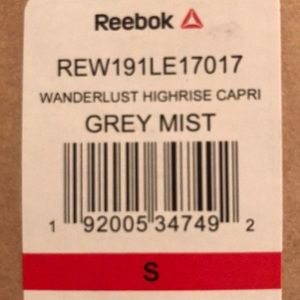 Reebok
REW191LE17017
WANDERLUST HIGHRISE CAPRI
GREY MIST
1 92005 34749 2
S